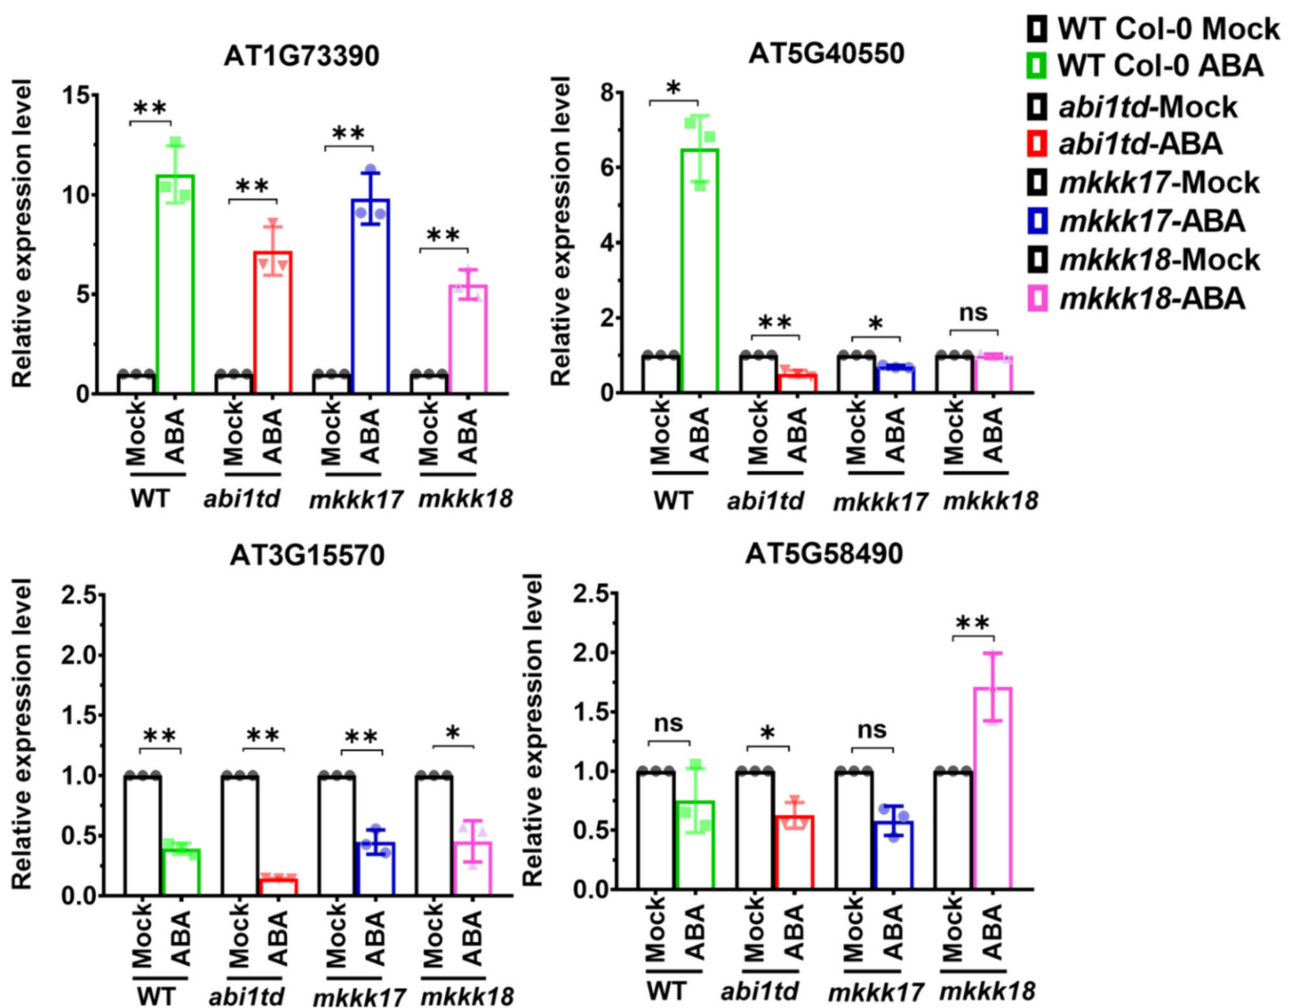 AT1G73390
Relative expression level
15
10
5
0
** ** ** **
Mock ABA Mock ABA Mock ABA Mock ABA
WT abi1td mkkk17 mkkk18
AT5G40550
Relative expression level
8
6
4
2
0
* ** * ns
Mock ABA Mock ABA Mock ABA Mock ABA
WT abi1td mkkk17 mkkk18
WT Col-0 Mock
WT Col-0 ABA
abi1td-Mock
abi1td-ABA
mkkk17-Mock
mkkk17-ABA
mkkk18-Mock
mkkk18-ABA
AT3G15570
Relative expression level
2.5
2.0
1.5
1.0
0.5
0.0
** ** ** *
Mock ABA Mock ABA Mock ABA Mock ABA
WT abi1td mkkk17 mkkk18
AT5G58490
Relative expression level
2.5
2.0
1.5
1.0
0.5
0.0
ns * ns **
Mock ABA Mock ABA Mock ABA Mock ABA
WT abi1td mkkk17 mkkk18